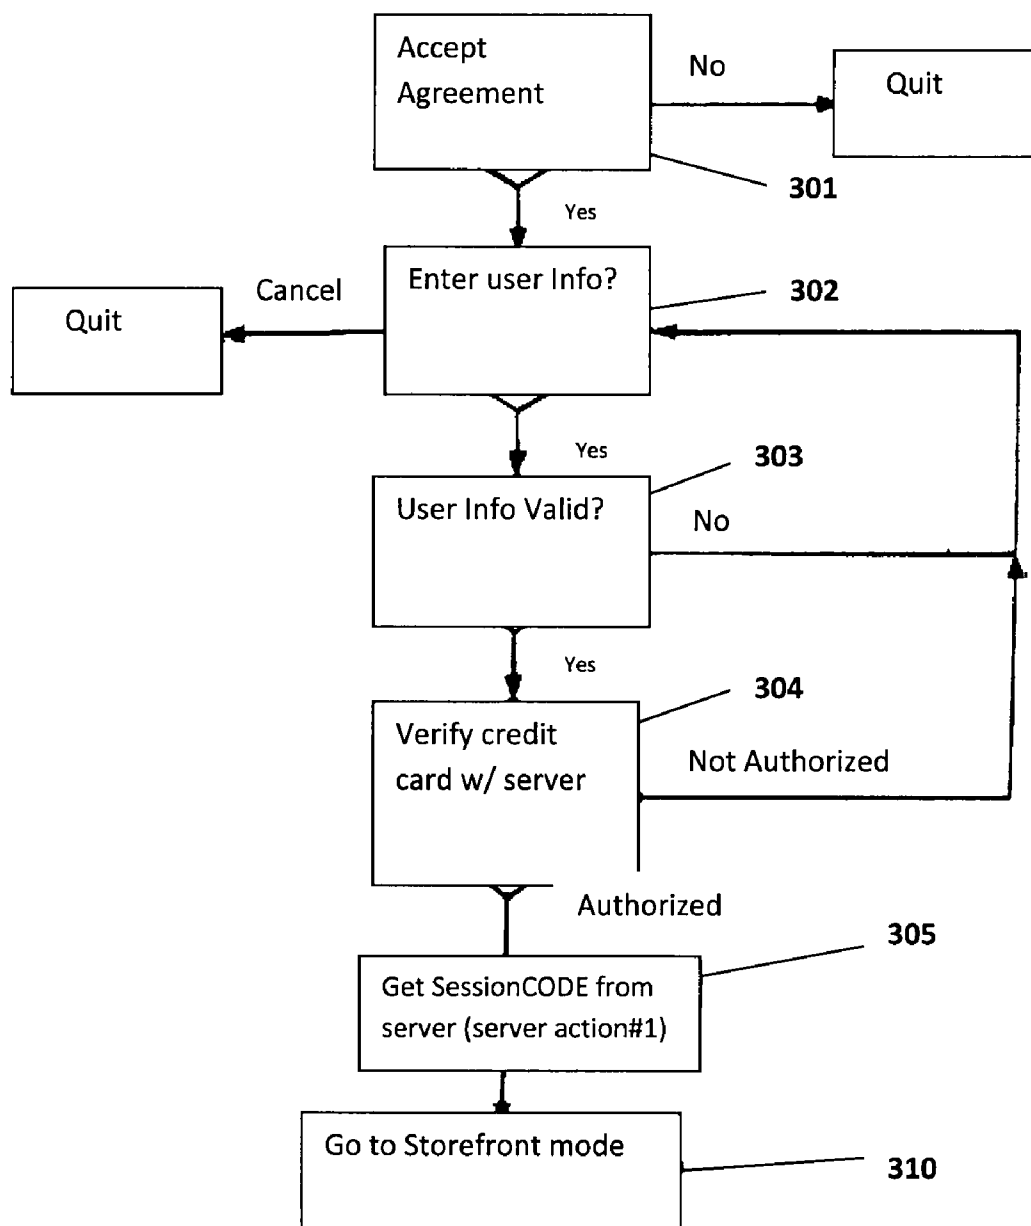 Accept
Agreement
No
Quit
301
Yes
Enter user Info?
302
Cancel
Quit
Yes
303
User Info Valid?
No
Yes
304
Verify credit
card w/ server
Not Authorized
Authorized
305
Get SessionCODE from
server (server action#1)
Go to Storefront mode
310